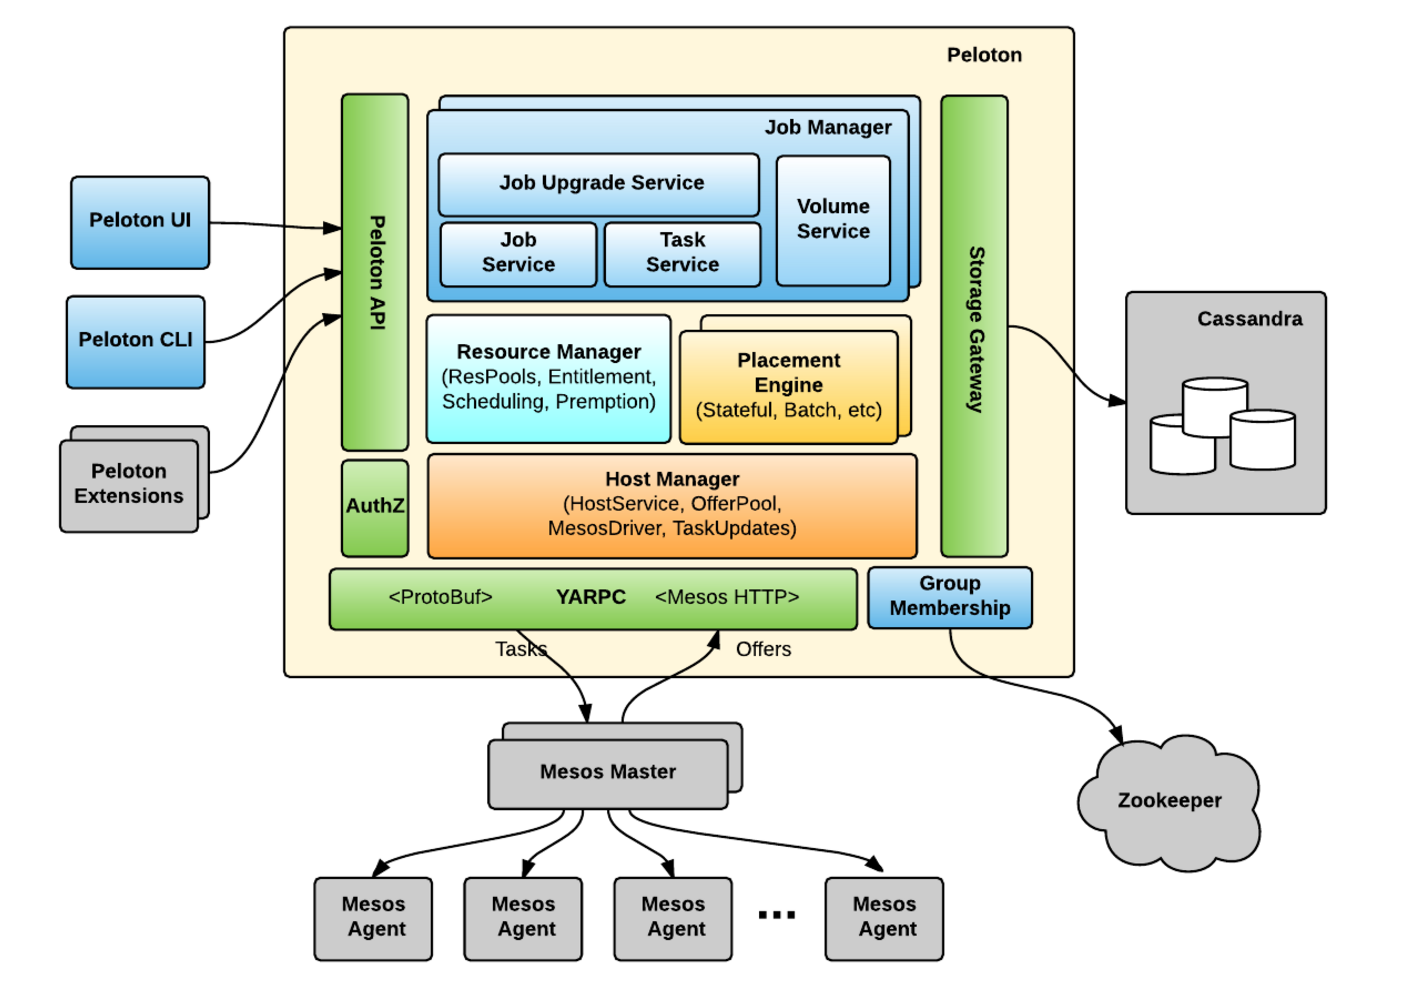 Peloton
Job Manager
Job Upgrade Service
Volume
Service
Job
Service
Task
Service
Peloton UI
Peloton CLI
Peloton
Extensions
Peloton API
AuthZ
Resource Manager
(ResPools, Entitlement,
Scheduling, Premption)
Placement
Engine
(Stateful, Batch, etc)
Host Manager
(HostService, OfferPool,
MesosDriver, TaskUpdates)
Storage Gateway
Cassandra
<ProtoBuf> YARPC <Mesos HTTP>
Group
Membership
Tasks
Offers
Mesos Master
Zookeeper
Mesos
Agent
Mesos
Agent
Mesos
Agent
...
Mesos
Agent